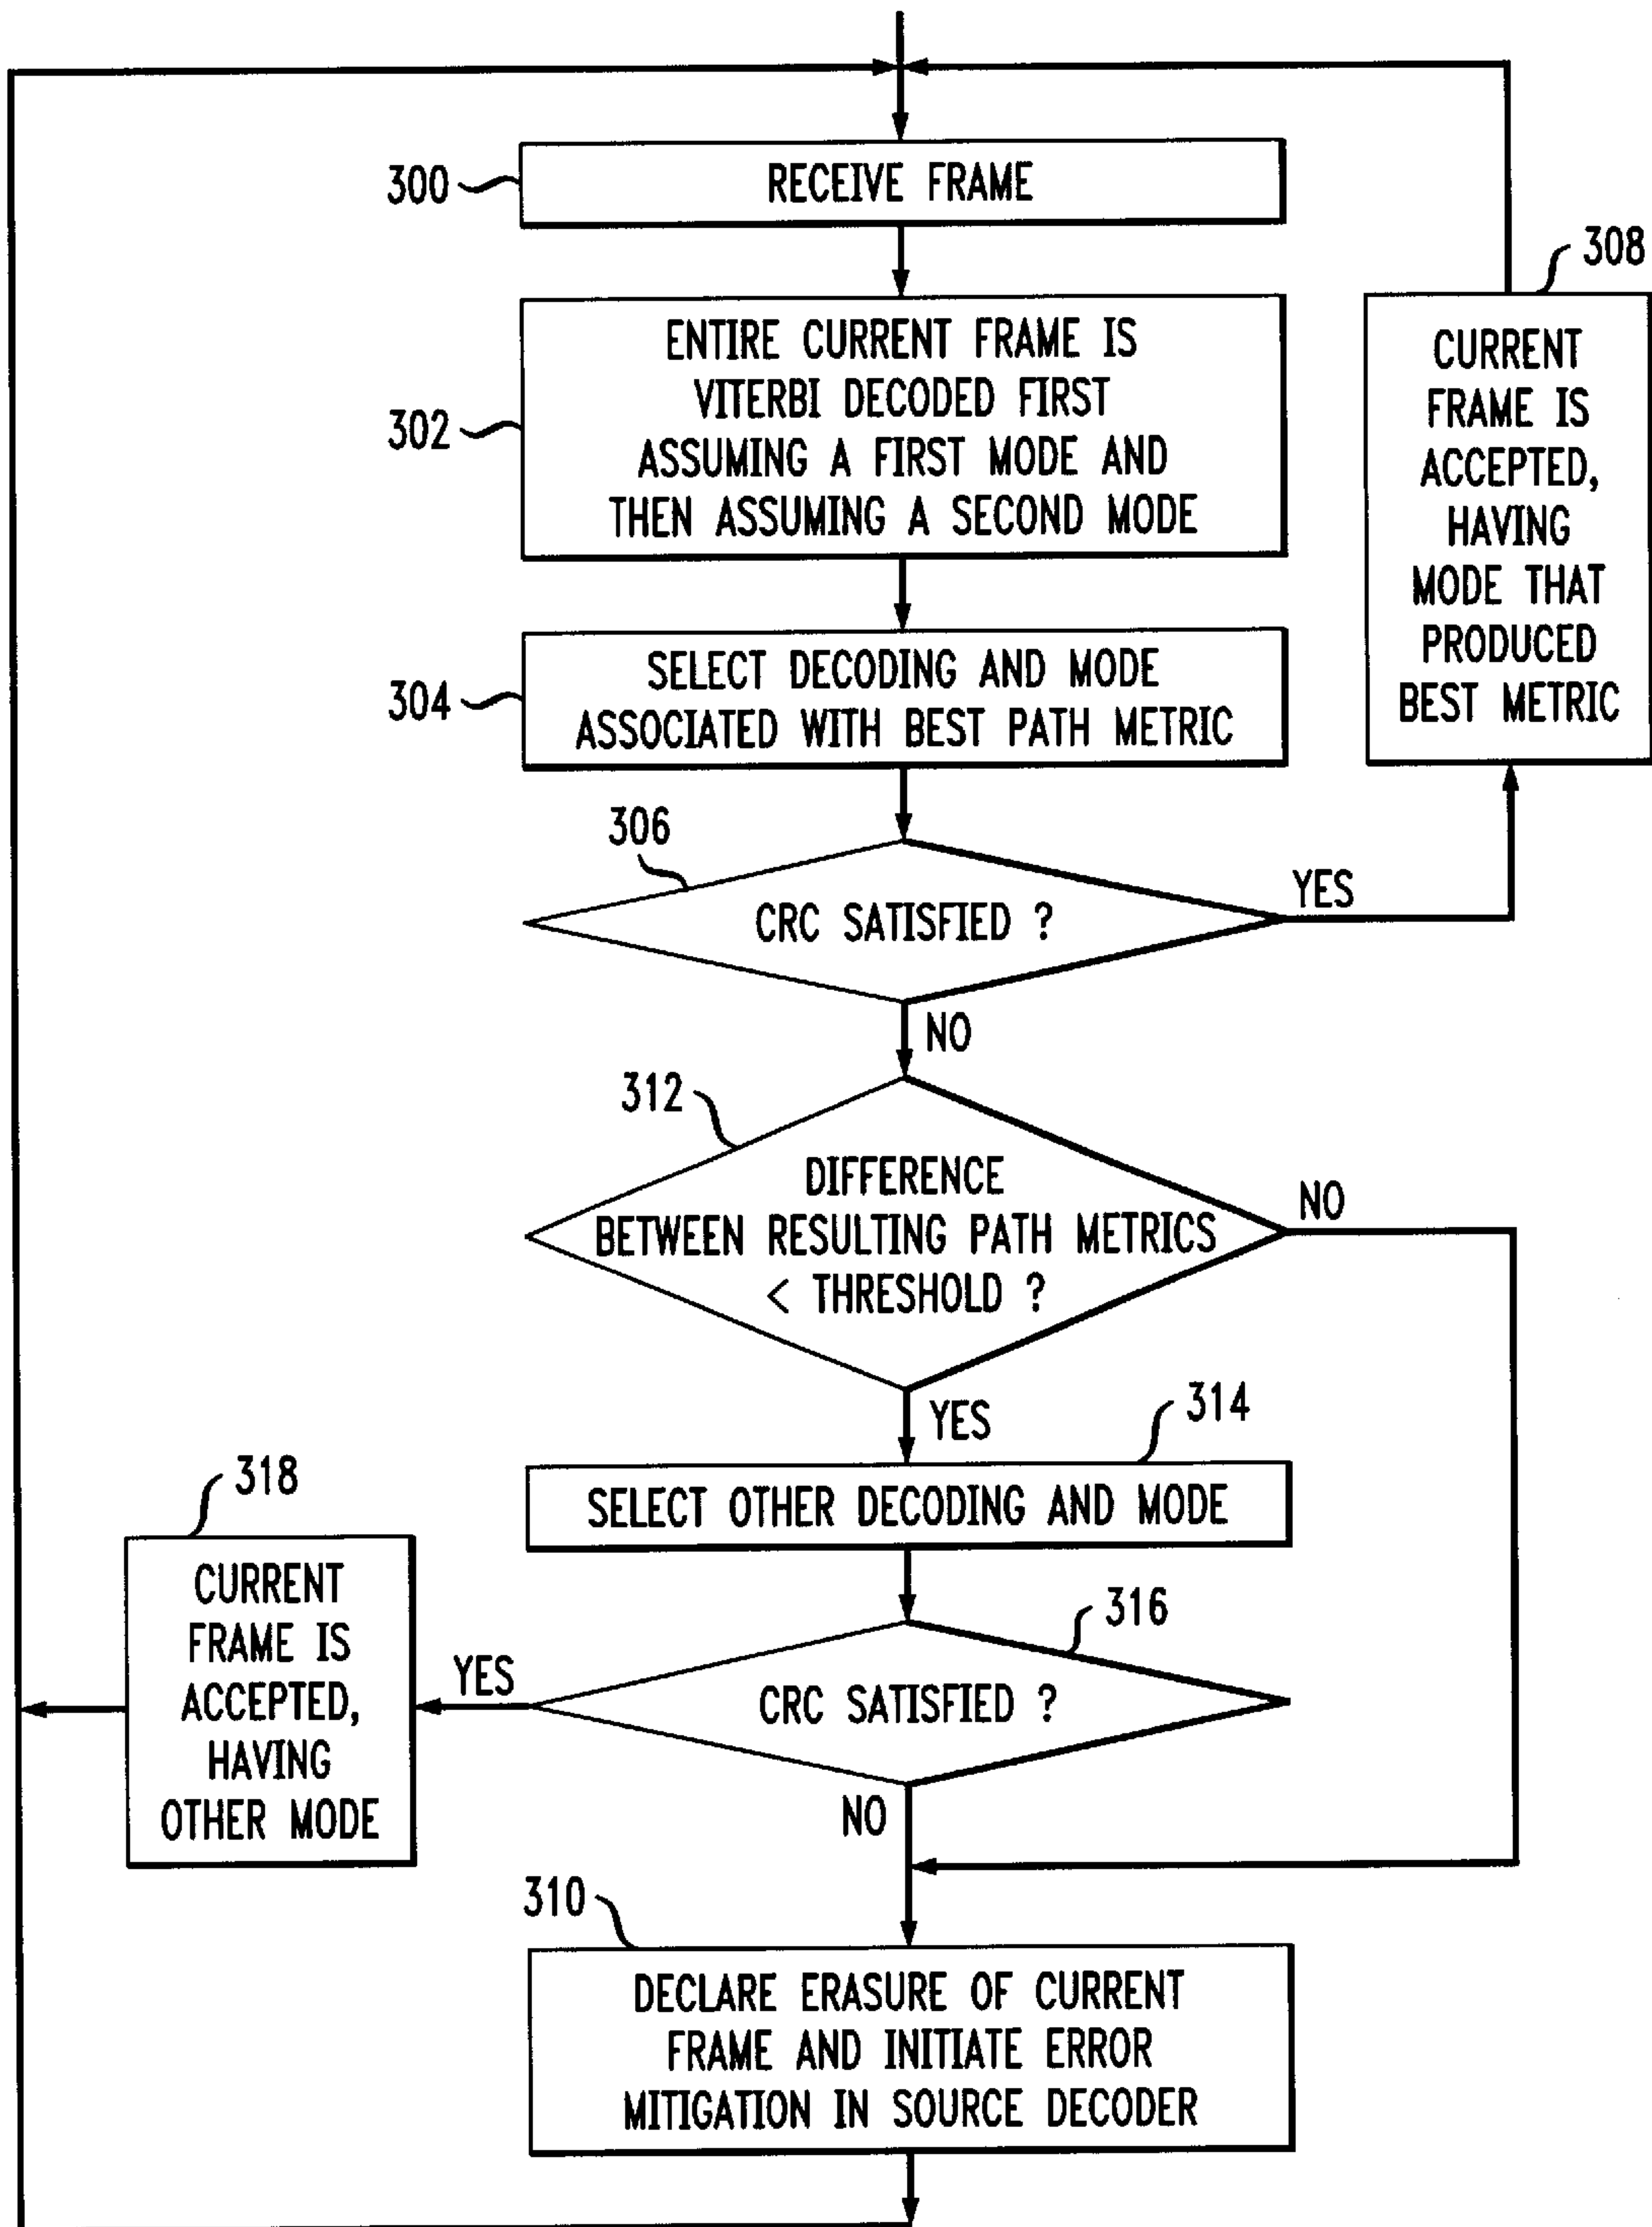 300
RECEIVE FRAME
302
ENTIRE CURRENT FRAME IS
VITERBI DECODED FIRST
ASSUMING A FIRST MODE AND
THEN ASSUMING A SECOND MODE
308
CURRENT
FRAME IS
ACCEPTED,
HAVING
MODE THAT
PRODUCED
BEST METRIC
304
SELECT DECODING AND MODE
ASSOCIATED WITH BEST PATH METRIC
306
CRC SATISFIED ?
YES
NO
312
DIFFERENCE
BETWEEN RESULTING PATH METRICS
< THRESHOLD ?
NO
YES
314
SELECT OTHER DECODING AND MODE
316
CRC SATISFIED ?
YES
318
CURRENT
FRAME IS
ACCEPTED,
HAVING
OTHER MODE
NO
310
DECLARE ERASURE OF CURRENT
FRAME AND INITIATE ERROR
MITIGATION IN SOURCE DECODER